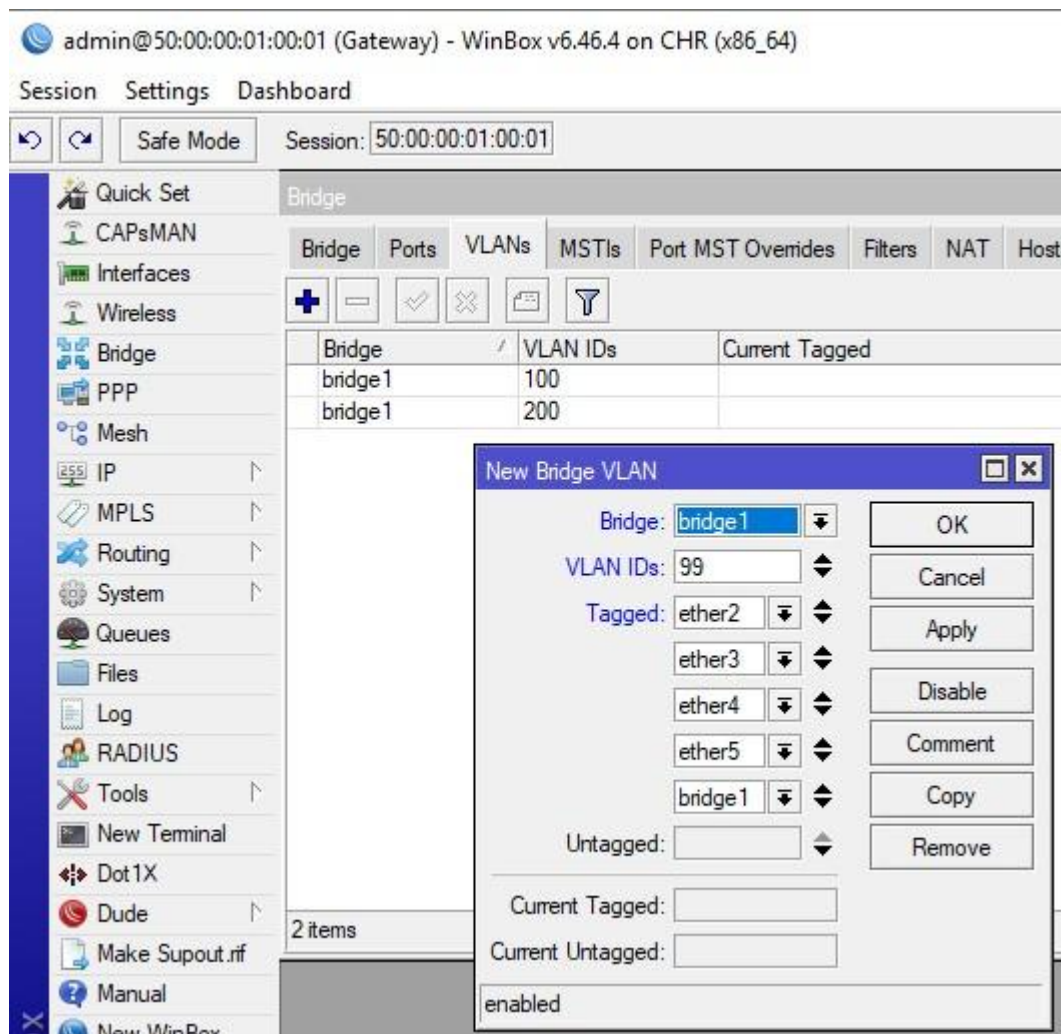 admin@50:00:00:01:00:01 (Gateway) - WinBox v6.46.4 on CHR (x86_64)
Session Settings Dashboard
Safe Mode Session: 50:00:00:01:00:01
Quick Set
CAPsMAN
Interfaces
Wireless
Bridge
PPP
Mesh
255 IP
MPLS
Routing
System
Queues
Files
Log
RADIUS
Tools
New Terminal
Dot1X
Dude
Make Supout.rif
Manual
New WinBox
Bridge
Bridge Ports VLANs MSTIs Port MST Overrides Filters NAT Host
Bridge VLAN IDs Current Tagged
bridge1 100
bridge1 200
2 items
New Bridge VLAN
Bridge: bridge1
VLAN IDs: 99
Tagged: ether2
ether3
ether4
ether5
bridge1
Untagged:
Current Tagged:
Current Untagged:
enabled
OK
Cancel
Apply
Disable
Comment
Copy
Remove